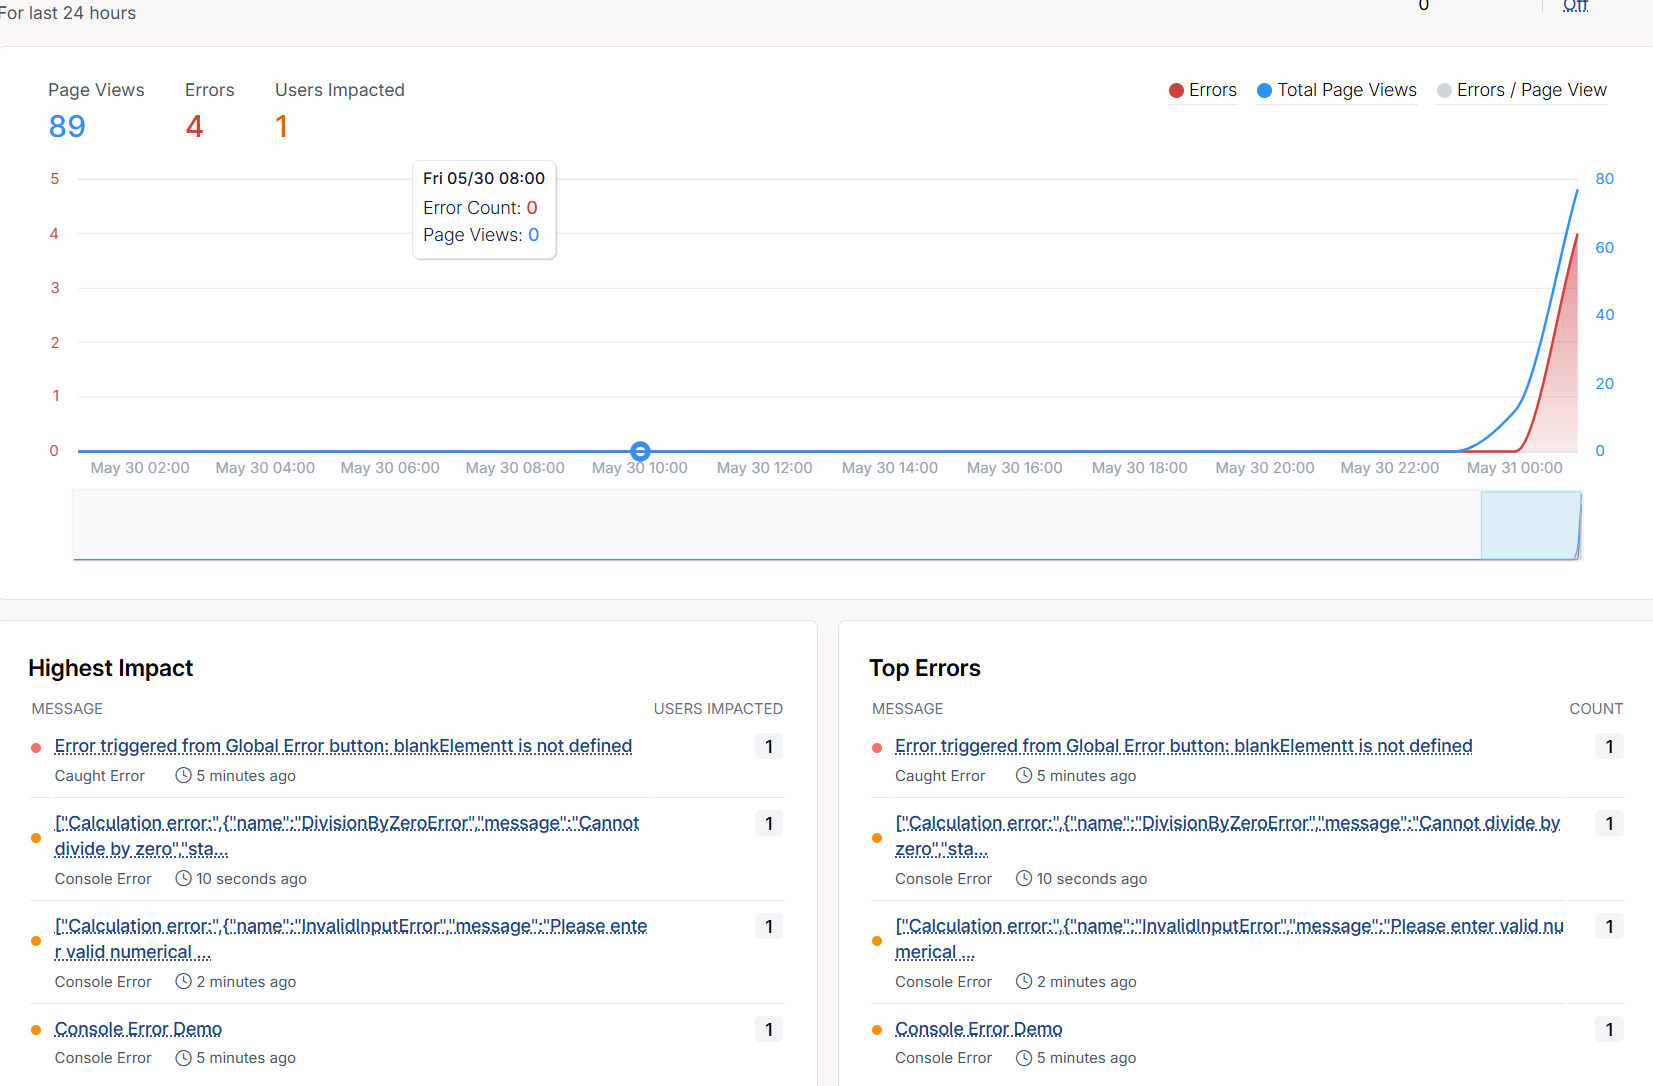 For last 24 hours
0
Off
Page Views
Errors
Users Impacted
89
4
1
Errors
Total Page Views
Errors / Page View
Fri 05/30 08:00
Error Count: 0
Page Views: 0
5
4
3
2
1
0
80
60
40
20
0
May 30 02:00
May 30 04:00
May 30 06:00
May 30 08:00
May 30 10:00
May 30 12:00
May 30 14:00
May 30 16:00
May 30 18:00
May 30 20:00
May 30 22:00
May 31 00:00
Highest Impact
MESSAGE
USERS IMPACTED
Error triggered from Global Error button: blankElementt is not defined
1
Caught Error
5 minutes ago
["Calculation error:",{"name":"DivisionByZeroError","message":"Cannot
divide by zero","sta...
1
Console Error
10 seconds ago
["Calculation error:",{"name":"InvalidInputError","message":"Please ente
r valid numerical ...
1
Console Error
2 minutes ago
Console Error Demo
1
Console Error
5 minutes ago
Top Errors
MESSAGE
COUNT
Error triggered from Global Error button: blankElementt is not defined
1
Caught Error
5 minutes ago
["Calculation error:",{"name":"DivisionByZeroError","message":"Cannot divide by
zero","sta...
1
Console Error
10 seconds ago
["Calculation error:",{"name":"InvalidInputError","message":"Please enter valid nu
merical ...
1
Console Error
2 minutes ago
Console Error Demo
1
Console Error
5 minutes ago